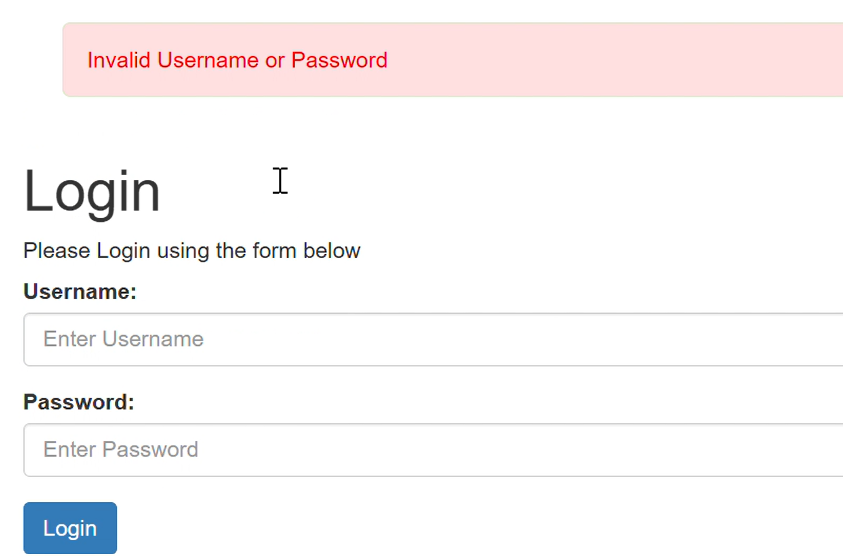 Invalid Username or Password
Login
Please Login using the form below
Username:
Enter Username
Password:
Enter Password
Login